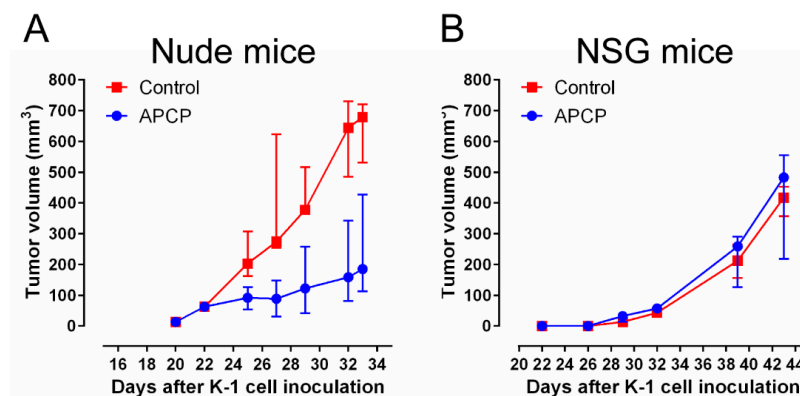 A
Nude mice
800
700
600
500
400
300
200
100
0
Tumor volume (mm³)
Control
APCP
16 18 20 22 24 26 28 30 32 34
Days after K-1 cell inoculation
B
NSG mice
800
700
600
500
400
300
200
100
0
Tumor volume (mm
Control
APCP
20 22 24 26 28 30 32 34 36 38 40 42 44
Days after K-1 cell inoculation